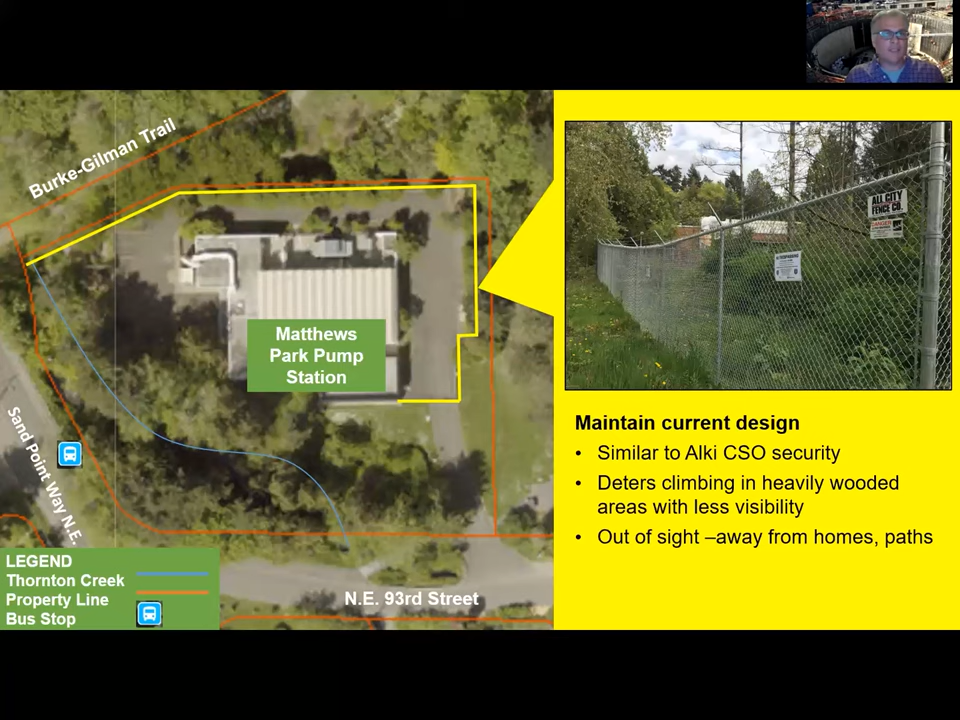 Burke-Gilman Trail
Matthews
Park Pump
Station
Sand Point Way N.E.
N.E. 93rd Street
LEGEND
Thornton Creek
Property Line
Bus Stop
ALL CITY
FENCE CO.
Maintain current design
• Similar to Alki CSO security
• Deters climbing in heavily wooded
areas with less visibility
• Out of sight –away from homes, paths